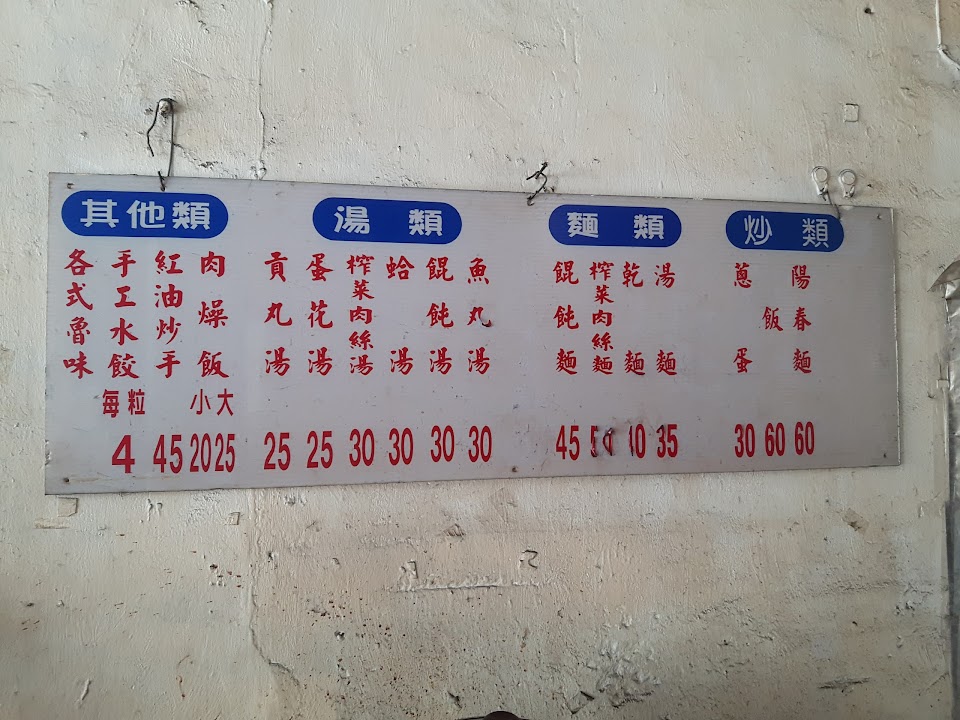 炒類
陽春麵
60
飯
60
蔥蛋
30
麵類
湯麵
35
乾麵
榨菜肉絲麵
餛飩麵
45
湯類
魚丸湯
30
餛飩湯
30
蛤湯
30
榨菜肉絲湯
30
蛋花湯
25
貢丸湯
25
其他類
肉燥飯
小大
20 25
紅油炒手
45
手工水餃
每粒
4
各式魯味